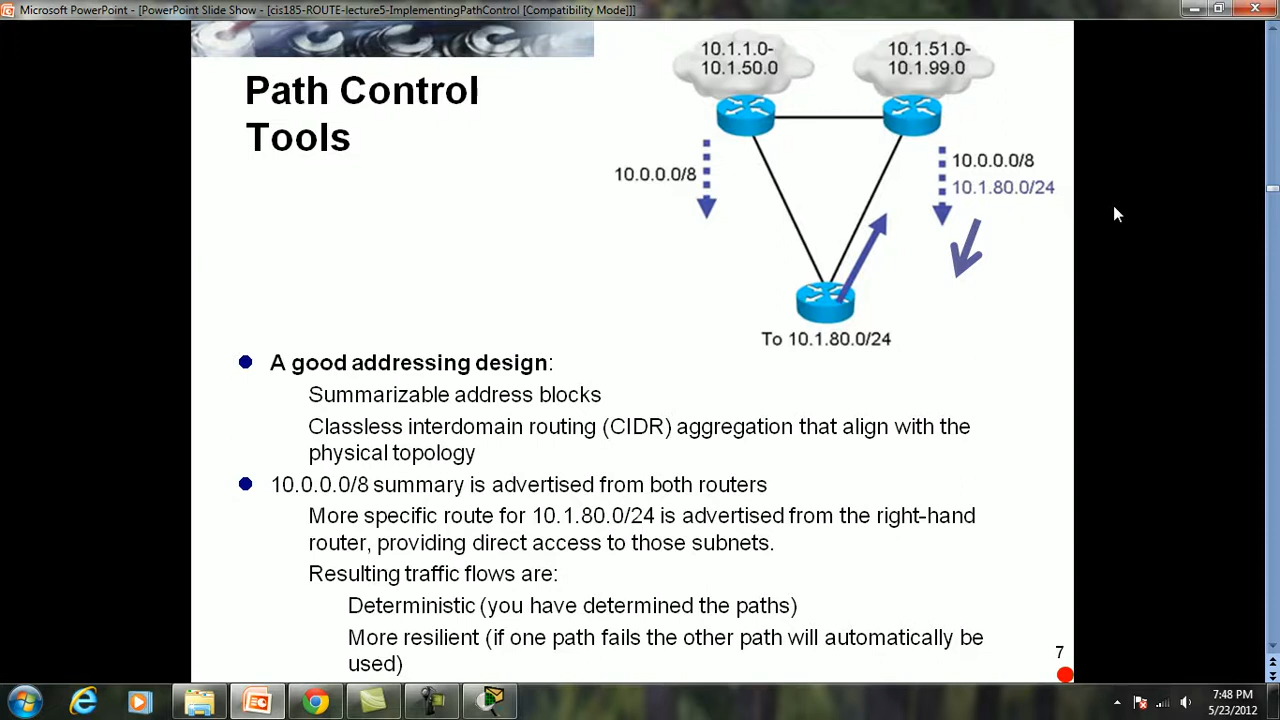 Microsoft PowerPoint - [PowerPoint Slide Show - [cis185-ROUTE-lecture5-ImplementingPathControl [Compatibility Mode]]]
Path Control
Tools
10.1.1.0-
10.1.50.0
10.1.51.0-
10.1.99.0
10.0.0.0/8
10.0.0.0/8
10.1.80.0/24
To 10.1.80.0/24
A good addressing design:
Summarizable address blocks
Classless interdomain routing (CIDR) aggregation that align with the
physical topology
10.0.0.0/8 summary is advertised from both routers
More specific route for 10.1.80.0/24 is advertised from the right-hand
router, providing direct access to those subnets.
Resulting traffic flows are:
Deterministic (you have determined the paths)
More resilient (if one path fails the other path will automatically be
used)
7
7:48 PM
5/23/2012